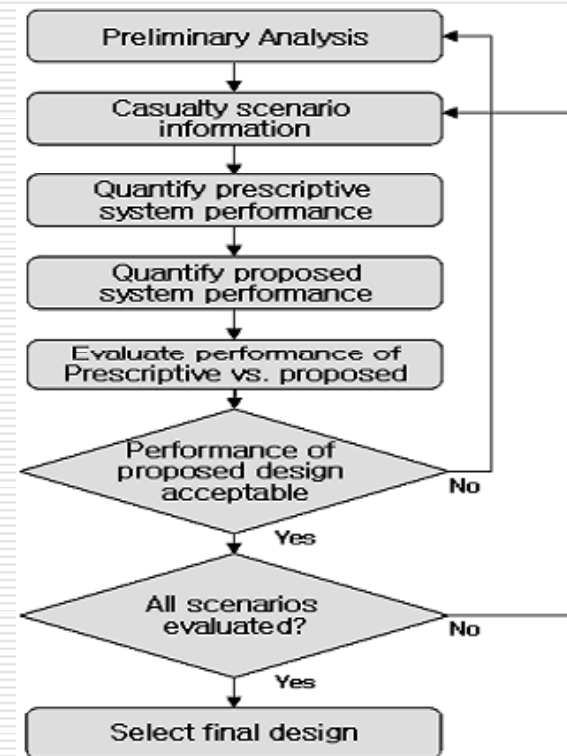 Preliminary Analysis
Casualty scenario
information
Quantify prescriptive
system performance
Quantify proposed
system performance
Evaluate performance of
Prescriptive vs. proposed
Performance of
proposed design
acceptable
No
Yes
All scenarios
evaluated?
No
Yes
Select final design